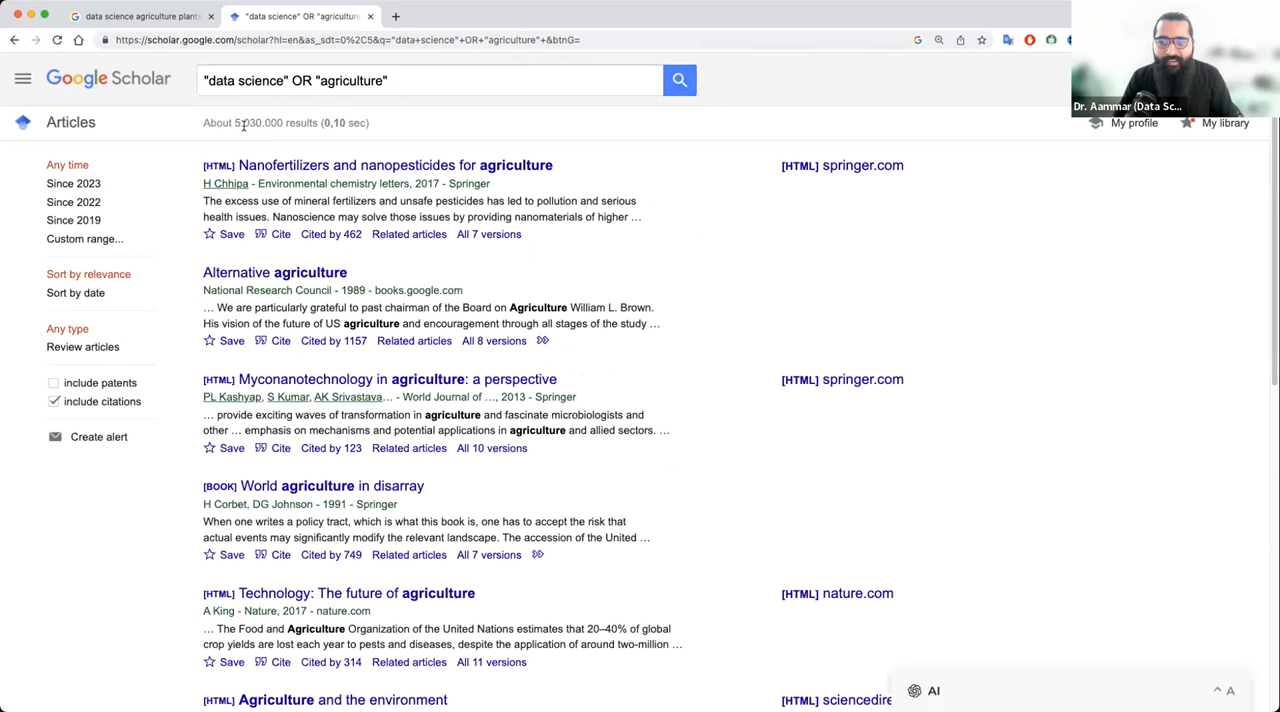 data science agriculture plants
"data science" OR "agriculture"
https://scholar.google.com/scholar?hl=en&as_sdt=0%2C5&q="data+science"+OR+"agriculture"+&btnG=
Google Scholar
"data science" OR "agriculture"
Dr. Aammar (Data Sc...
Articles
About 5.030.000 results (0,10 sec)
My profile
My library
Any time
Since 2023
Since 2022
Since 2019
Custom range...
Sort by relevance
Sort by date
Any type
Review articles
include patents
include citations
Create alert
[HTML] Nanofertilizers and nanopesticides for agriculture
[HTML] springer.com
H Chhipa - Environmental chemistry letters, 2017 - Springer
The excess use of mineral fertilizers and unsafe pesticides has led to pollution and serious
health issues. Nanoscience may solve those issues by providing nanomaterials of higher …
Save Cite Cited by 462 Related articles All 7 versions
Alternative agriculture
National Research Council - 1989 - books.google.com
… We are particularly grateful to past chairman of the Board on Agriculture William L. Brown.
His vision of the future of US agriculture and encouragement through all stages of the study …
Save Cite Cited by 1157 Related articles All 8 versions
[HTML] Myconanotechnology in agriculture: a perspective
[HTML] springer.com
PL Kashyap, S Kumar, AK Srivastava… - World Journal of …, 2013 - Springer
… provide exciting waves of transformation in agriculture and fascinate microbiologists and
other … emphasis on mechanisms and potential applications in agriculture and allied sectors. …
Save Cite Cited by 123 Related articles All 10 versions
[BOOK] World agriculture in disarray
H Corbet, DG Johnson - 1991 - Springer
When one writes a policy tract, which is what this book is, one has to accept the risk that
actual events may significantly modify the relevant landscape. The accession of the United …
Save Cite Cited by 749 Related articles All 7 versions
[HTML] Technology: The future of agriculture
[HTML] nature.com
A King - Nature, 2017 - nature.com
… The Food and Agriculture Organization of the United Nations estimates that 20–40% of global
crop yields are lost each year to pests and diseases, despite the application of around two-million …
Save Cite Cited by 314 Related articles All 11 versions
[HTML] Agriculture and the environment
[HTML] sciencedire
AI
A